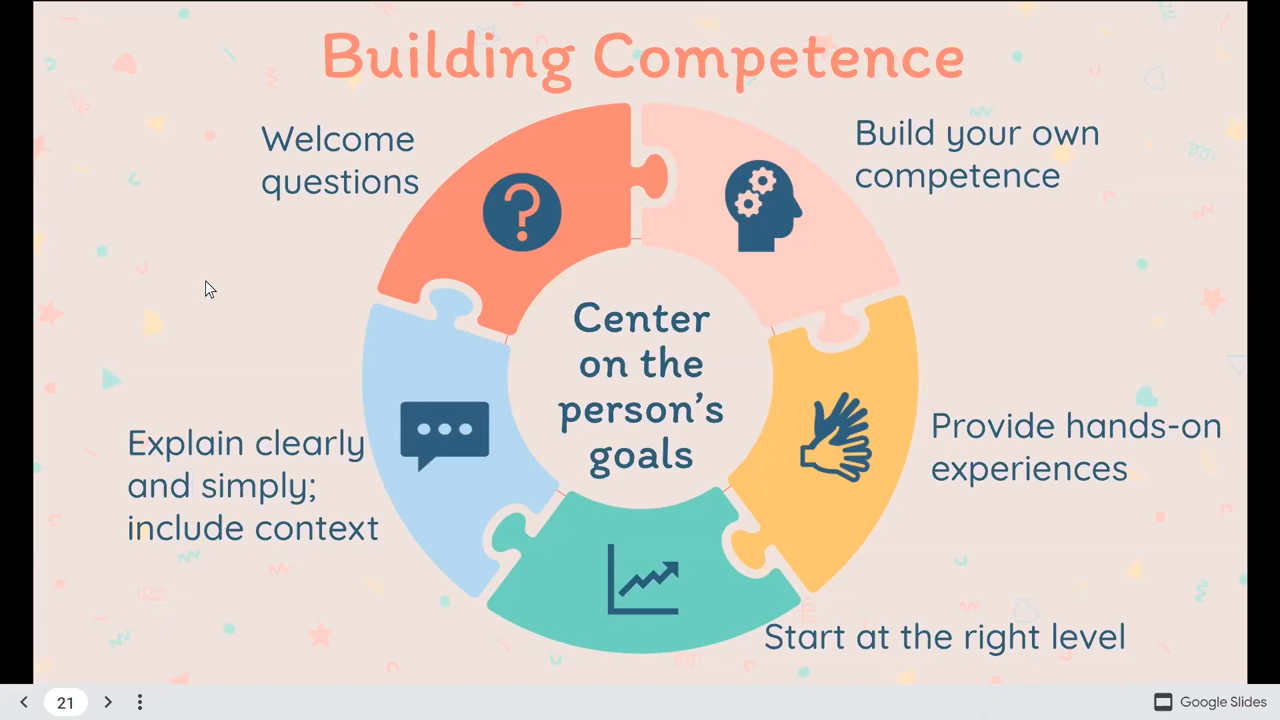 Building Competence
Welcome
questions
Build your own
competence
Center
on the
person's
goals
Explain clearly
and simply;
include context
Provide hands-on
experiences
Start at the right level
21
Google Slides